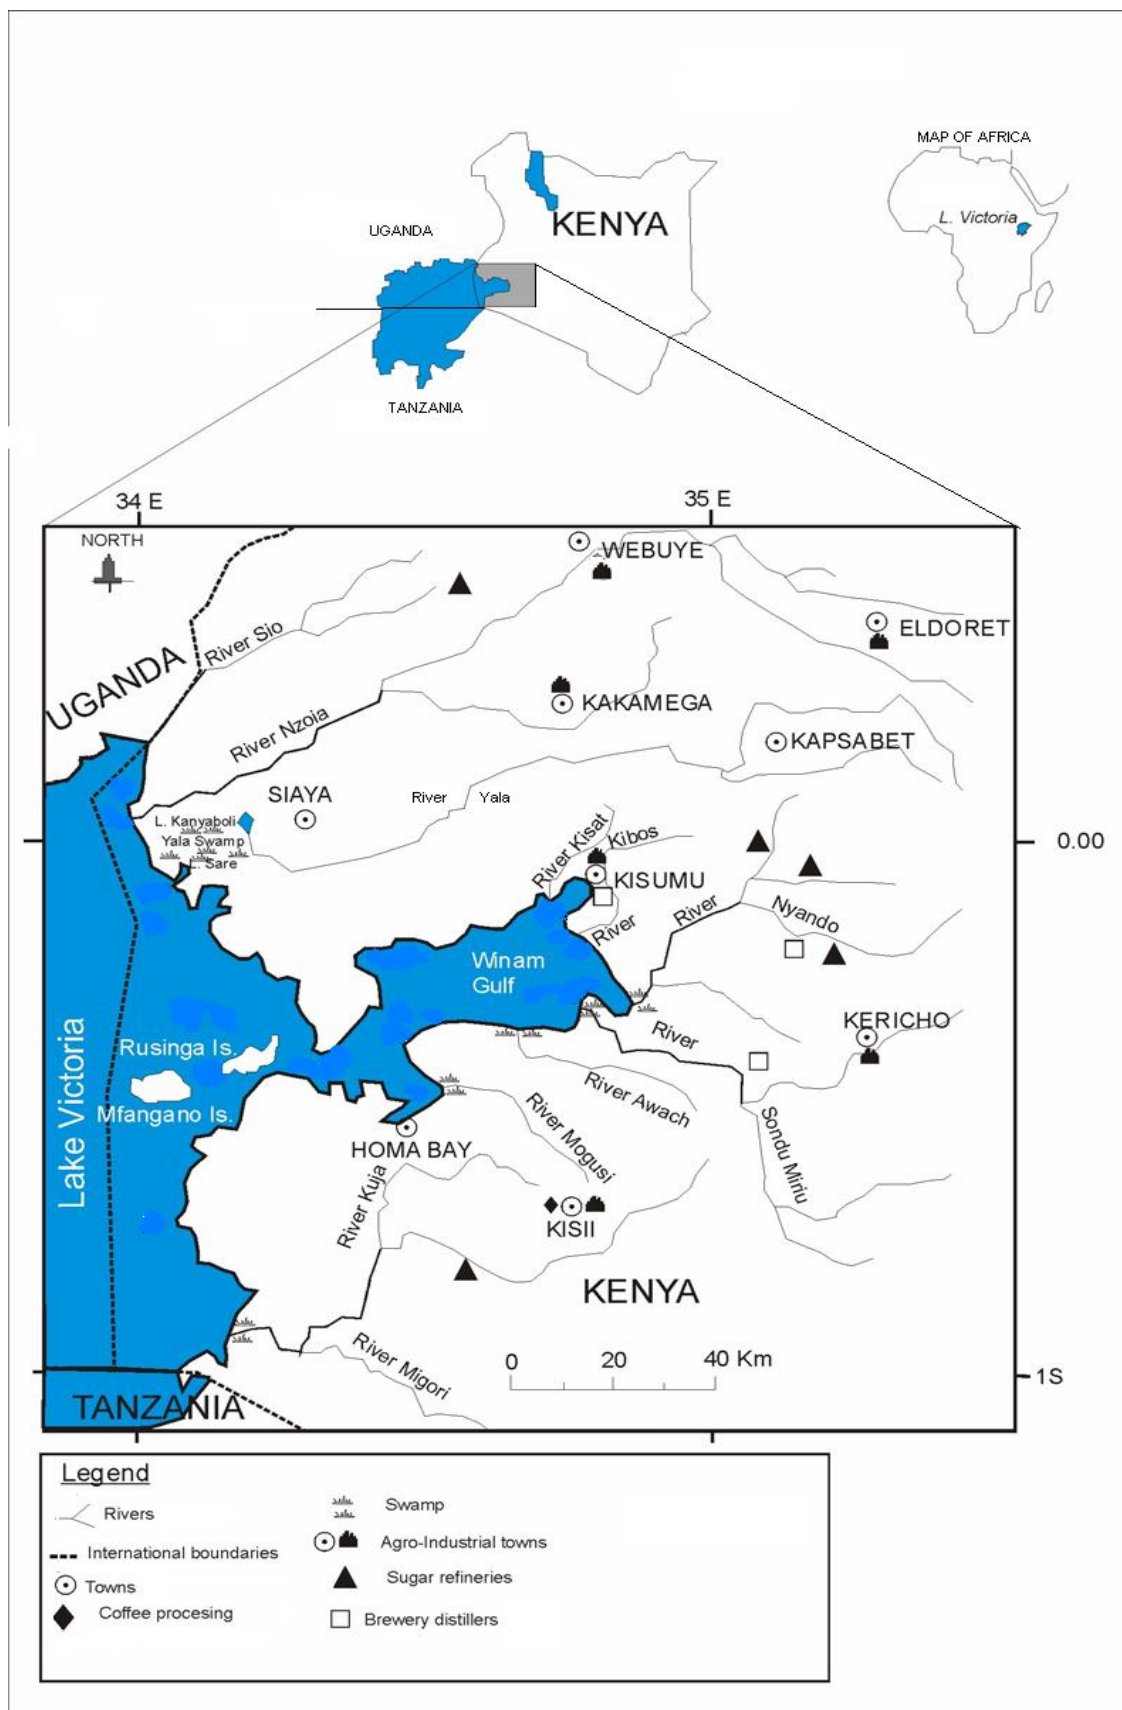 MAP OF AFRICA
L. Victoria
KENYA
UGANDA
TANZANIA
34 E
35 E
NORTH
WEBUYE
ELDORET
River Sio
UGANDA
KAKAMEGA
River Nzoia
KAPSABET
SIAYA
River Yala
L. Kanyaboli
Yala Swamp
L. Sare
River Kisat
Kibos
0.00
KISUMU
River
River
Nyando
Winam
Gulf
KERICHO
River
Rusinga Is.
Mfangano Is.
Lake Victoria
River Awach
River Mogusi
Sondu Miriu
HOMA BAY
River Kuja
KISII
KENYA
River Migori
0 20 40 Km
1S
TANZANIA
Legend
Rivers
International boundaries
Towns
Coffee procesing
Swamp
Agro-Industrial towns
Sugar refineries
Brewery distillers